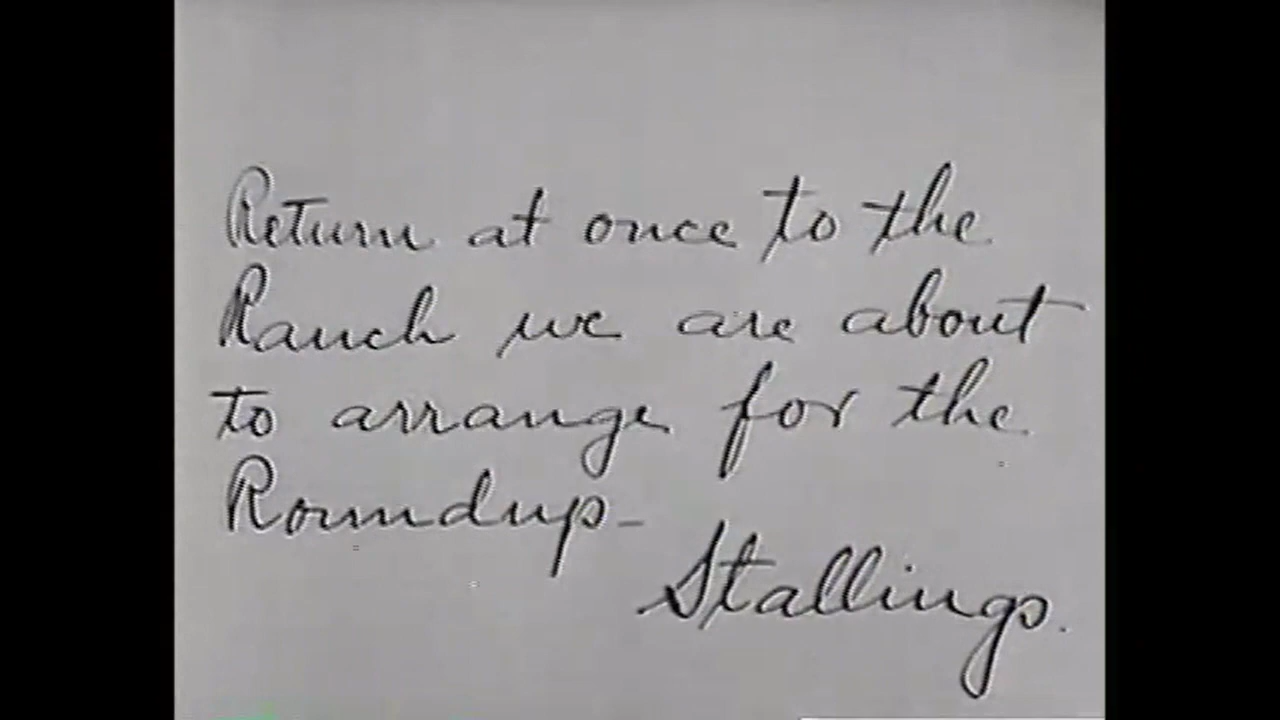 Return at once to the
Ranch we are about
to arrange for the
Roundup-
Stallings.